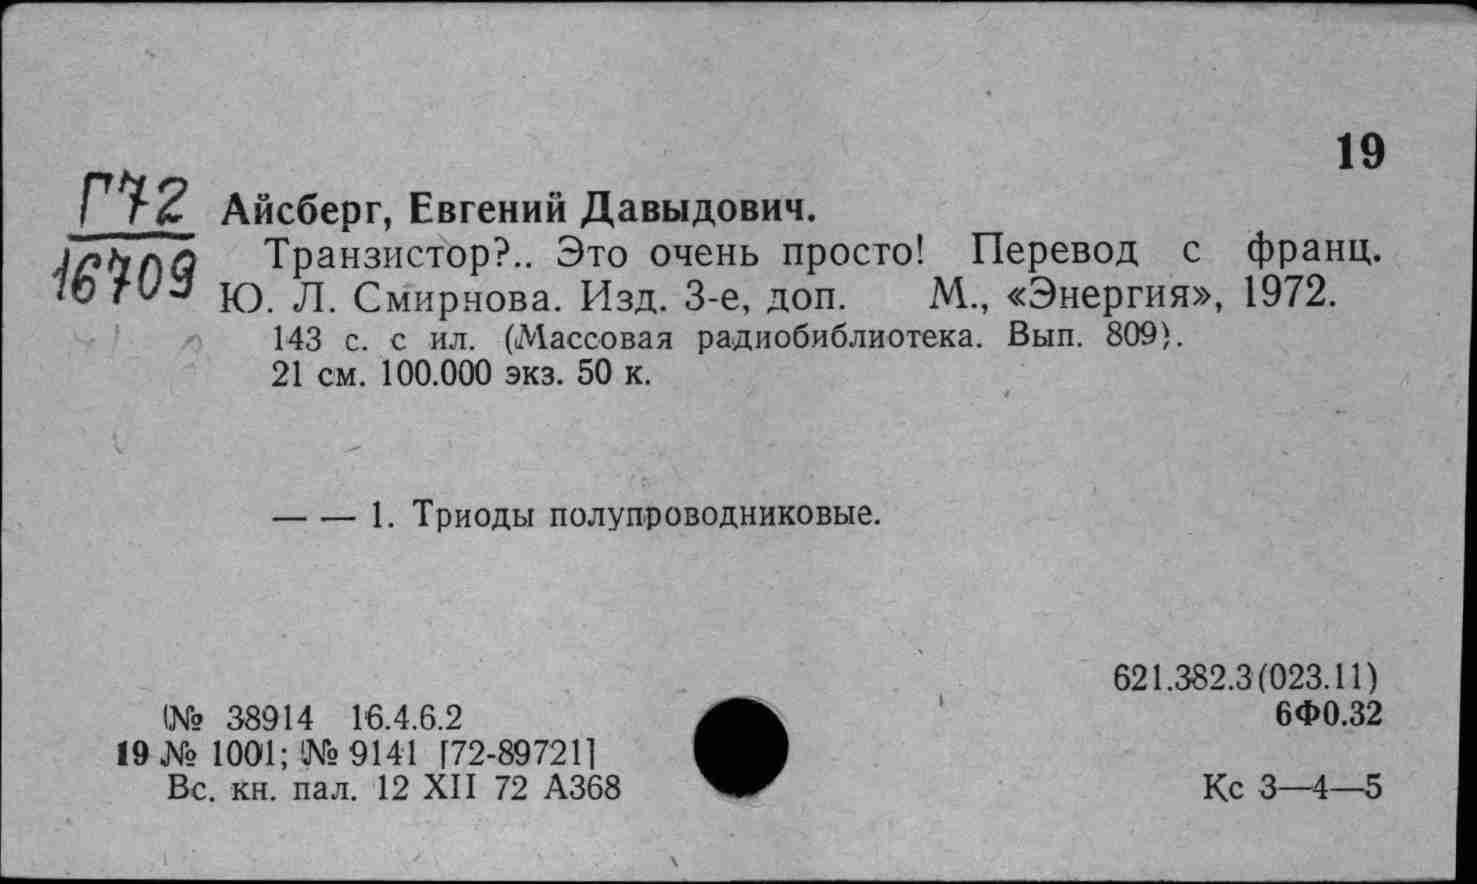 19
Г72
16709
Айсберг, Евгений Давыдович.
Транзистор?.. Это очень просто! Перевод с франц.
Ю. Л. Смирнова. Изд. 3-е, доп. М., «Энергия», 1972.
143 с. с ил. (Массовая радиобиблиотека. Вып. 809).
21 см. 100.000 экз. 50 к.
— — 1. Триоды полупроводниковые.
621.382.3(023.11)
№ 38914 16.4.6.2 6Ф0.32
19 № 1001; № 9141 [72-89721]
Вс. кн. пал. 12 XII 72 А368 Кс 3—4—5